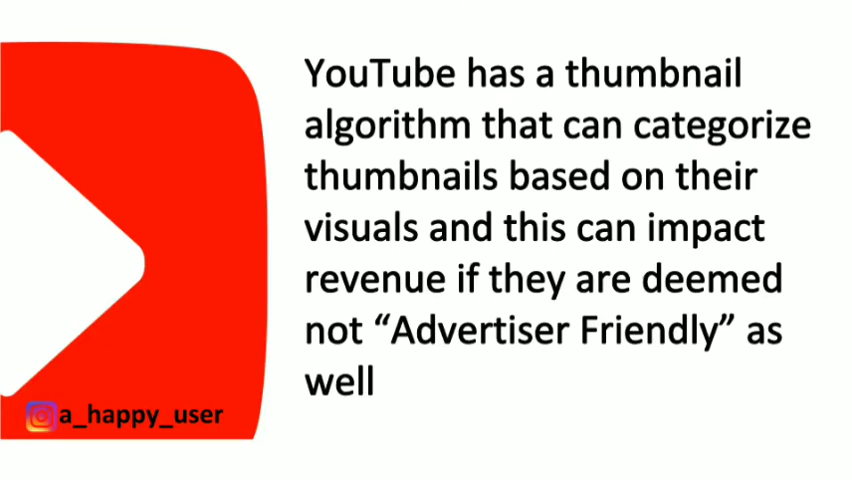 YouTube has a thumbnail
algorithm that can categorize
thumbnails based on their
visuals and this can impact
revenue if they are deemed
not “Advertiser Friendly” as
well
a_happy_user